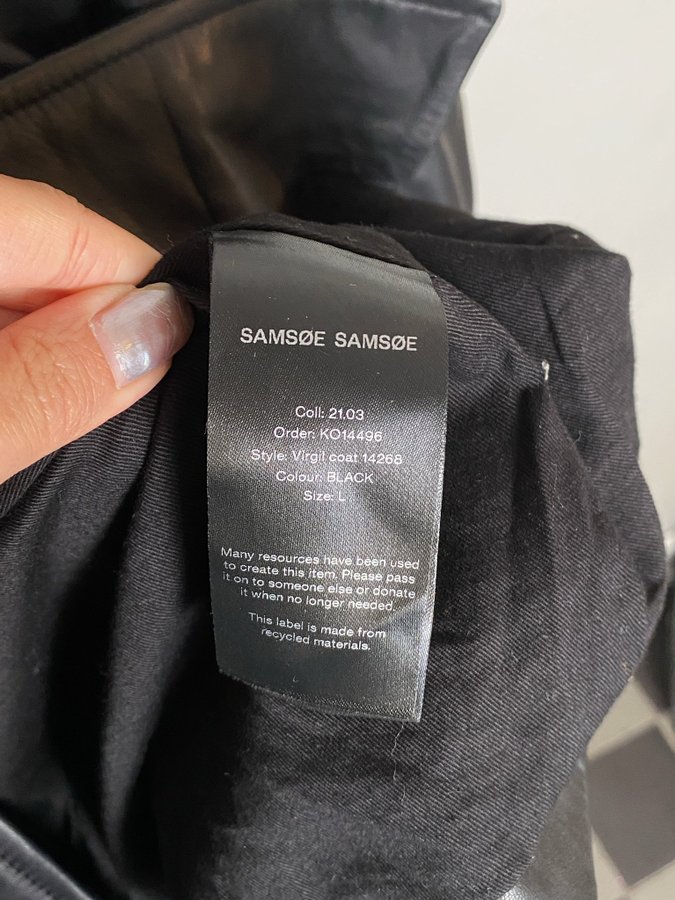 SAMSØE SAMSØE
Coll: 21.03
Order: KO14496
Style: Virgil coat 14268
Colour: BLACK
Size: L
Many resources have been used
to create this item. Please pass
it on to someone else or donate
it when no longer needed.
This label is made from
recycled materials.